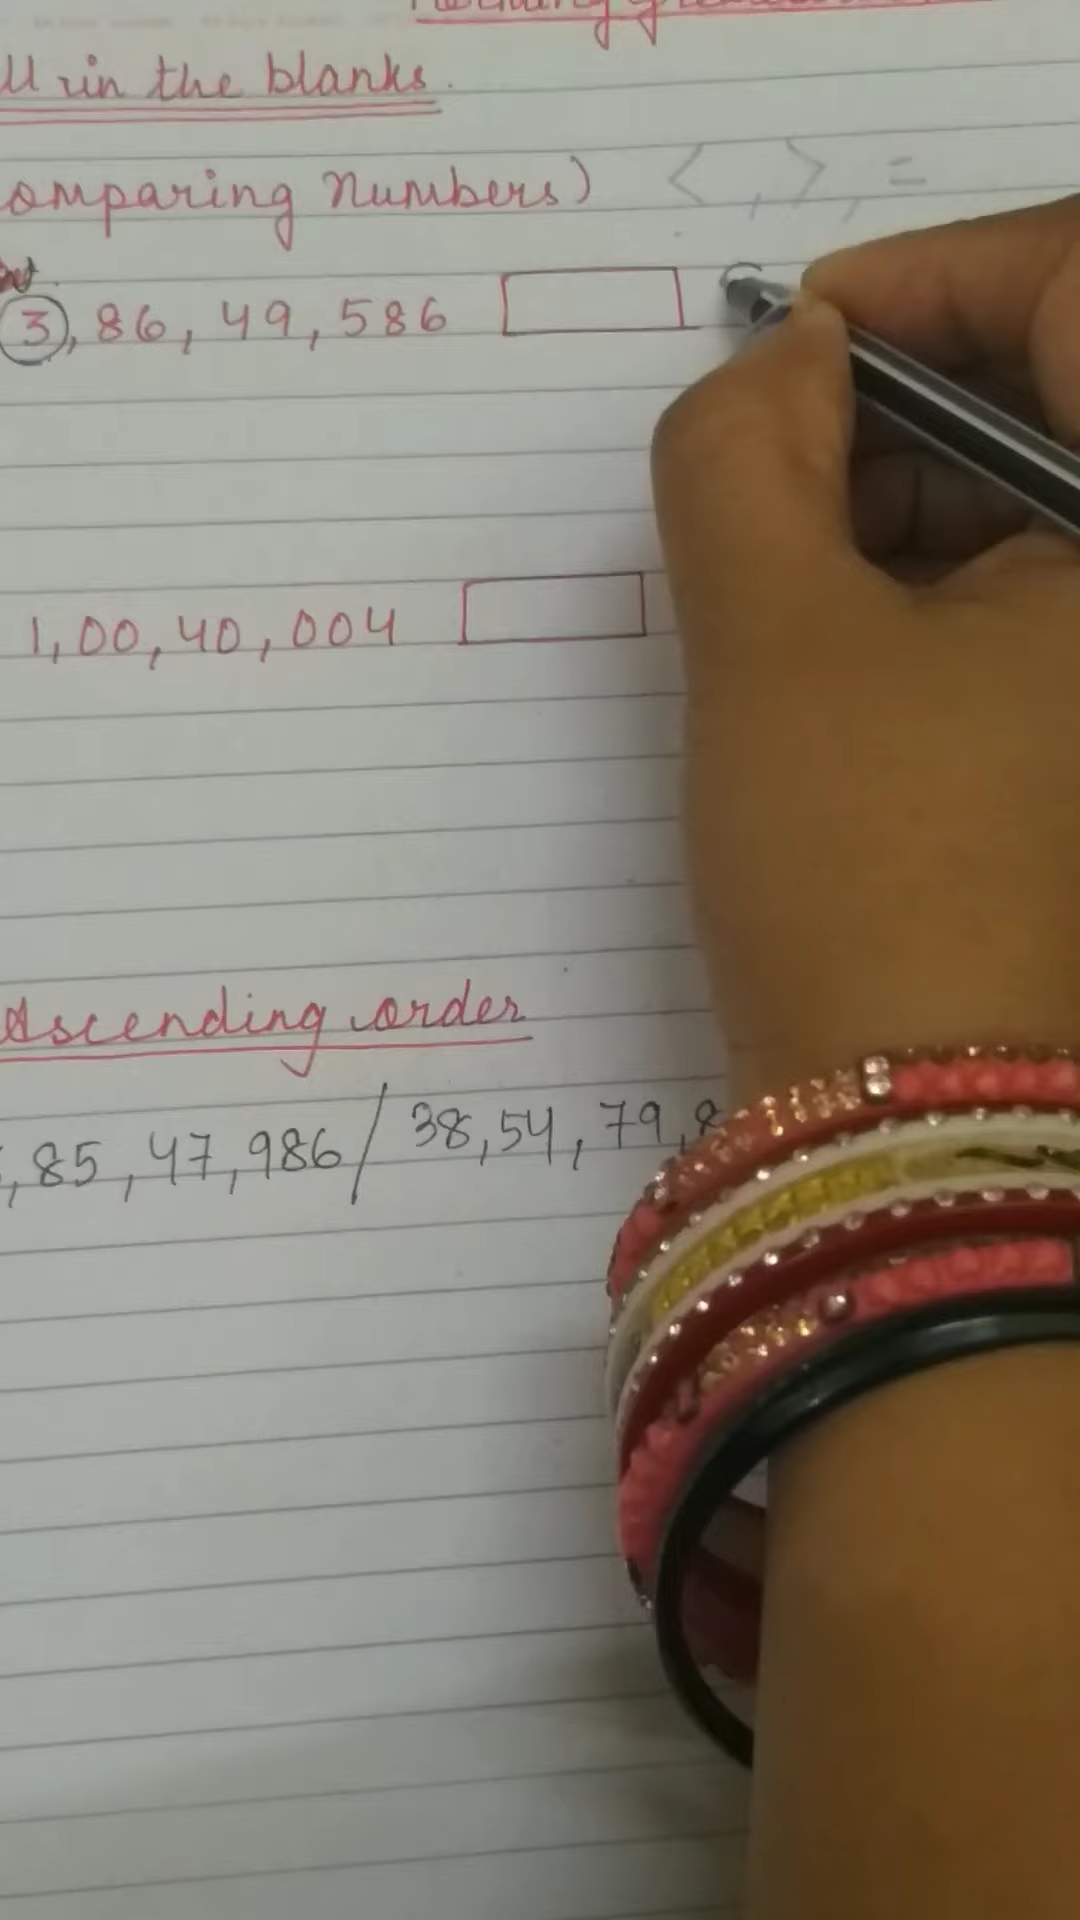 ll in the blanks.
omparing Numbers) < , > , =
3, 86, 49, 586
1, 00, 40, 004
Ascending order
, 85, 47, 986 / 38, 54, 79, 8